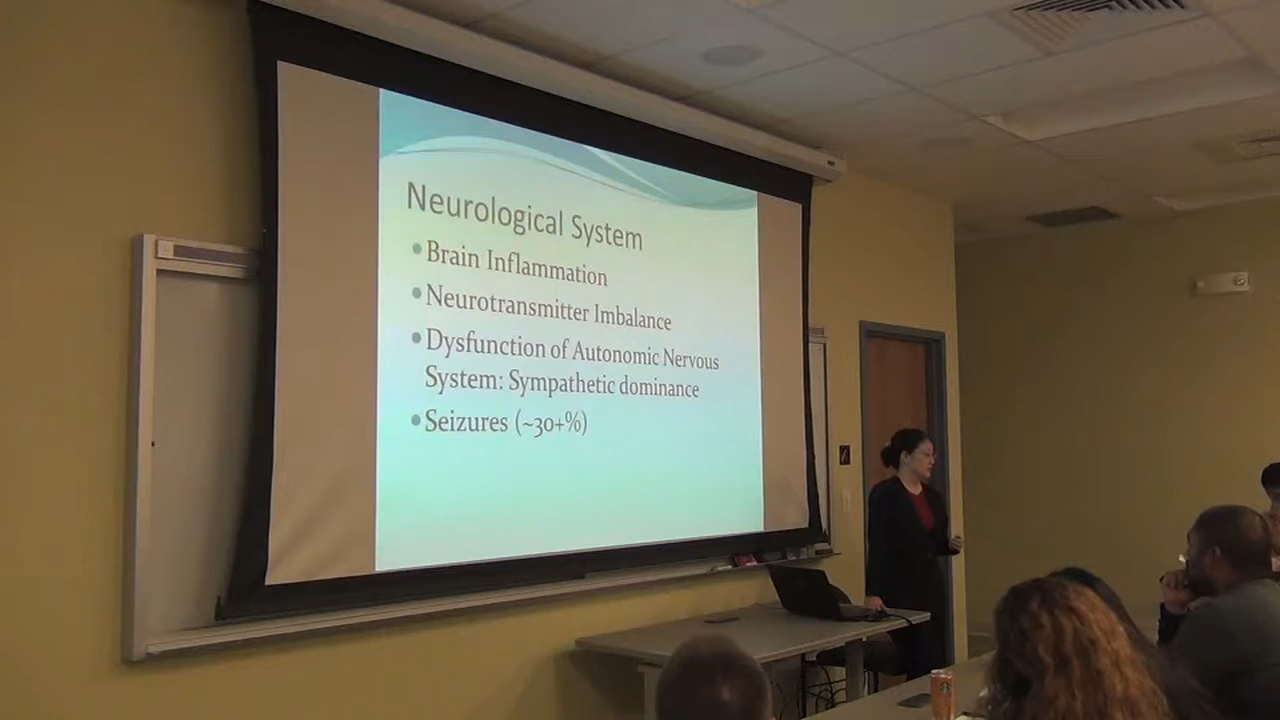 Neurological System
•Brain Inflammation
•Neurotransmitter Imbalance
•Dysfunction of Autonomic Nervous
System: Sympathetic dominance
•Seizures (~30+%)